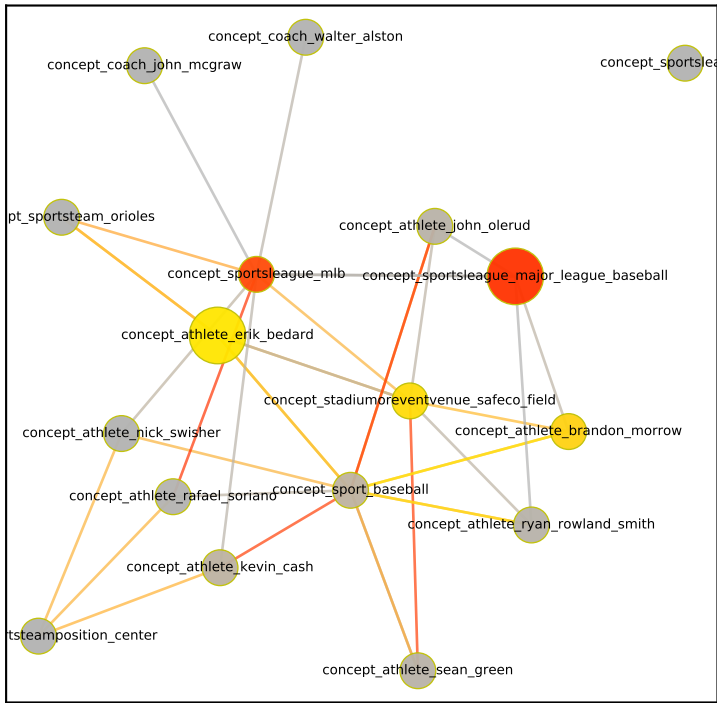 concept_coach_walter_alston
concept_coach_john_mcgraw
concept_sportslea
pt_sportsteam_orioles
concept_athlete_john_olerud
concept_sportsleague_mlb
concept_sportsleague_major_league_baseball
concept_athlete_erik_bedard
concept_stadiumoreventvenue_safeco_field
concept_athlete_nick_swisher
concept_athlete_brandon_morrow
concept_athlete_rafael_soriano
concept_sport_baseball
concept_athlete_ryan_rowland_smith
concept_athlete_kevin_cash
rtsteamposition_center
concept_athlete_sean_green